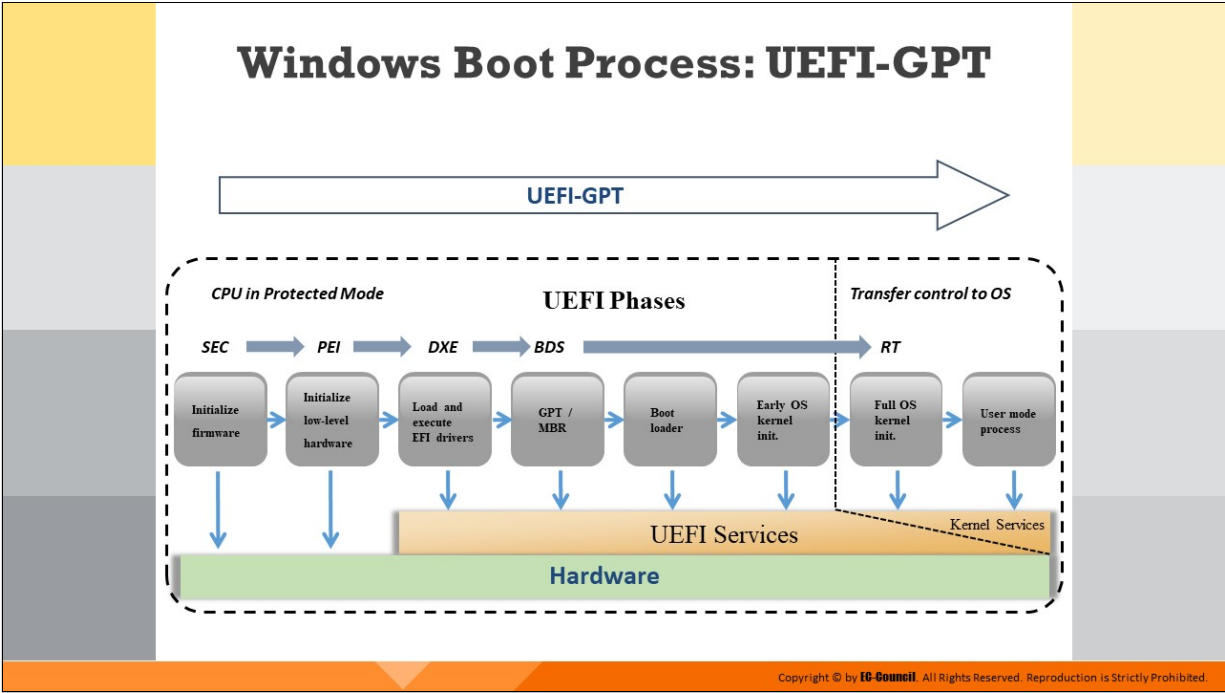 Windows Boot Process: UEFI-GPT
UEFI-GPT
CPU in Protected Mode
UEFI Phases
Transfer control to OS
SEC
PEI
DXE
BDS
RT
Initialize
firmware
Initialize
low-level
hardware
Load and
execute
EFI drivers
GPT /
MBR
Boot
loader
Early OS
kernel
init.
Full OS
kernel
init.
User mode
process
UEFI Services
Kernel Services
Hardware
Copyright © by EC-Council. All Rights Reserved. Reproduction is Strictly Prohibited.